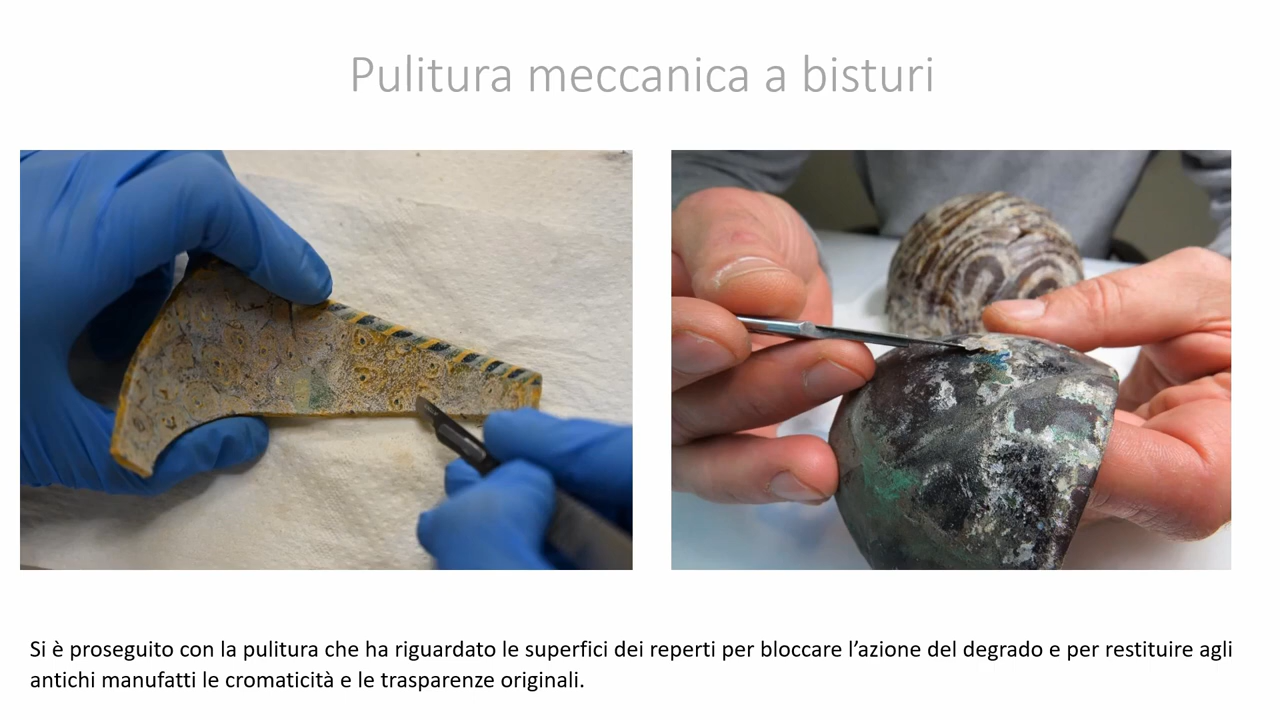 Pulitura meccanica a bisturi
Si è proseguito con la pulitura che ha riguardato le superfici dei reperti per bloccare l’azione del degrado e per restituire agli
antichi manufatti le cromaticità e le trasparenze originali.